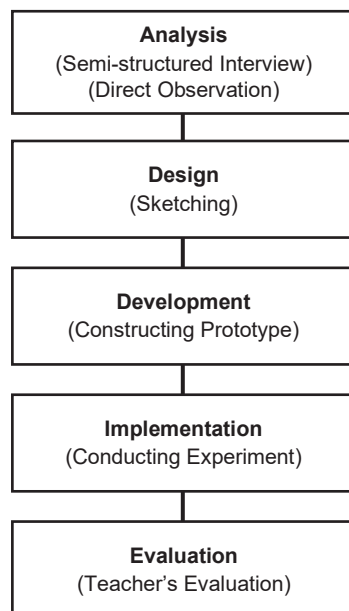 Analysis
(Semi-structured Interview)
(Direct Observation)
Design
(Sketching)
Development
(Constructing Prototype)
Implementation
(Conducting Experiment)
Evaluation
(Teacher’s Evaluation)